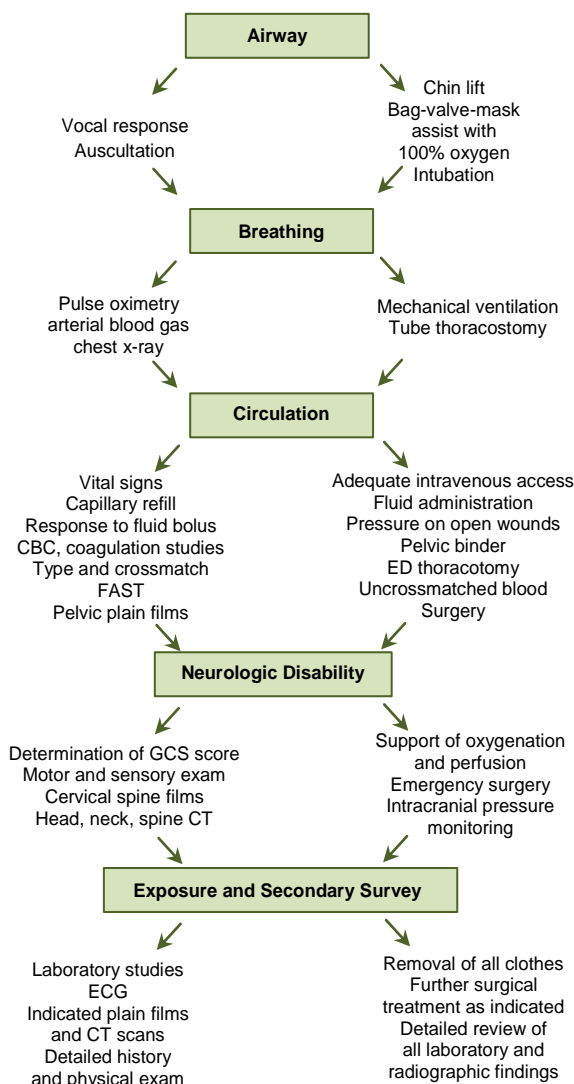 Airway
Vocal response
Auscultation
Chin lift
Bag-valve-mask
assist with
100% oxygen
Intubation
Breathing
Pulse oximetry
arterial blood gas
chest x-ray
Mechanical ventilation
Tube thoracostomy
Circulation
Vital signs
Capillary refill
Response to fluid bolus
CBC, coagulation studies
Type and crossmatch
FAST
Pelvic plain films
Adequate intravenous access
Fluid administration
Pressure on open wounds
Pelvic binder
ED thoracotomy
Uncrossmatched blood
Surgery
Neurologic Disability
Determination of GCS score
Motor and sensory exam
Cervical spine films
Head, neck, spine CT
Support of oxygenation
and perfusion
Emergency surgery
Intracranial pressure
monitoring
Exposure and Secondary Survey
Laboratory studies
ECG
Indicated plain films
and CT scans
Detailed history
and physical exam
Removal of all clothes
Further surgical
treatment as indicated
Detailed review of
all laboratory and
radiographic findings